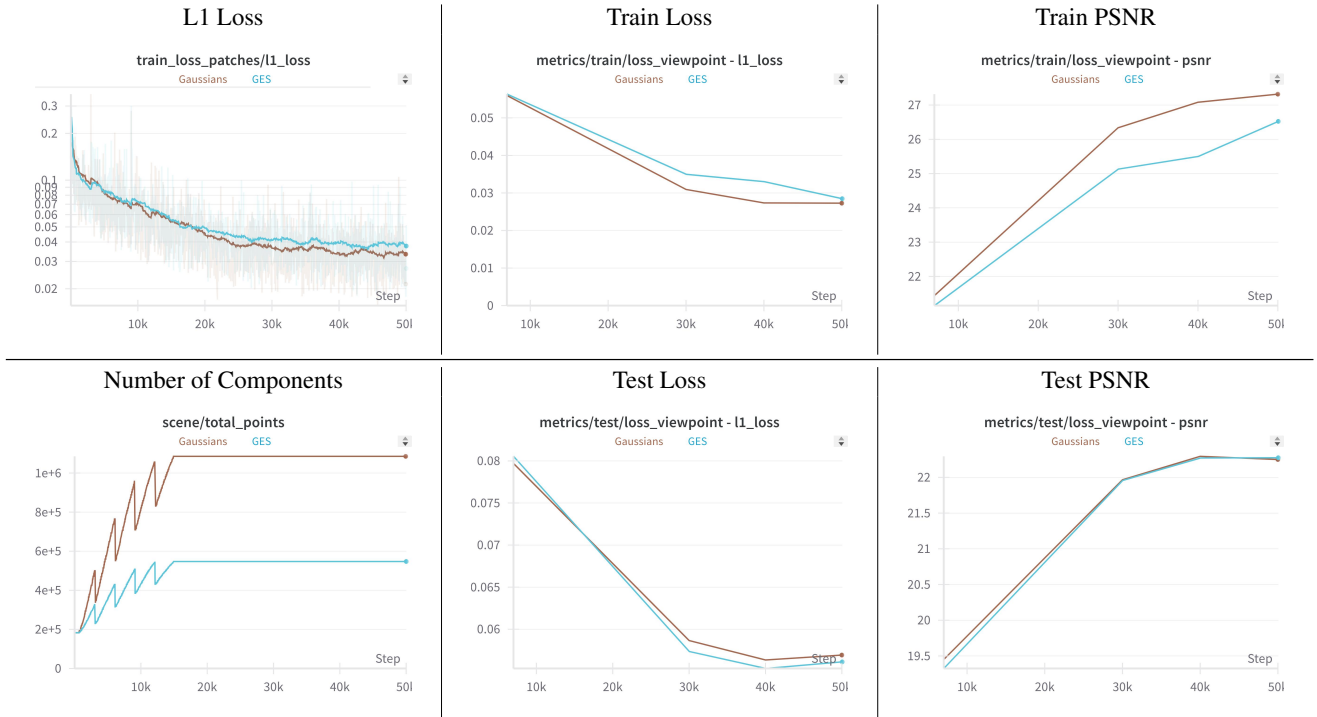 L1 Loss
train_loss_patches/l1_loss
Gaussians GES
0.3
0.2
0.1
0.09
0.08
0.07
0.06
0.05
0.04
0.03
0.02
Step
10k 20k 30k 40k 50k
Train Loss
metrics/train/loss_viewpoint - l1_loss
Gaussians GES
0.05
0.04
0.03
0.02
0.01
0
Step
10k 20k 30k 40k 50k
Train PSNR
metrics/train/loss_viewpoint - psnr
Gaussians GES
27
26
25
24
23
22
Step
10k 20k 30k 40k 50k
Number of Components
scene/total_points
Gaussians GES
1e+6
8e+5
6e+5
4e+5
2e+5
0
Step
10k 20k 30k 40k 50k
Test Loss
metrics/test/loss_viewpoint - l1_loss
Gaussians GES
0.08
0.075
0.07
0.065
0.06
Step
10k 20k 30k 40k 50k
Test PSNR
metrics/test/loss_viewpoint - psnr
Gaussians GES
22
21.5
21
20.5
20
19.5
Step
10k 20k 30k 40k 50k